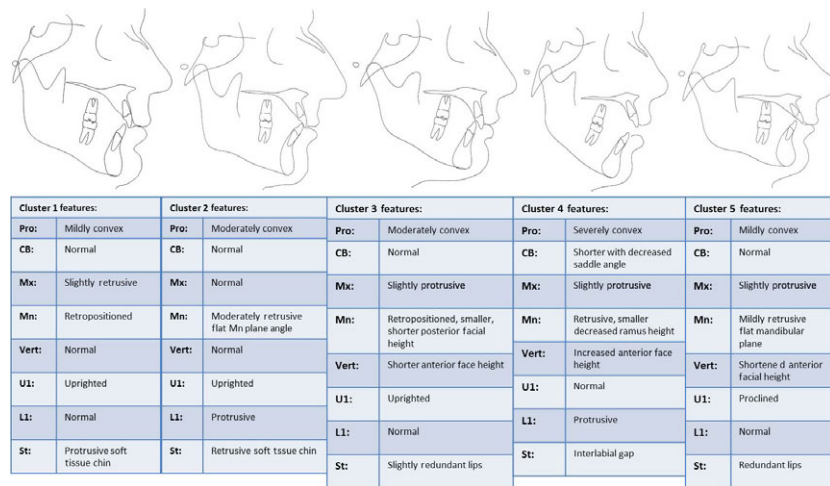 Cluster 1 features:
Pro: Mildly convex
CB: Normal
Mx: Slightly retrusive
Mn: Retropositioned
Vert: Normal
U1: Uprighted
L1: Normal
St: Protrusive soft
tissue chin
Cluster 2 features:
Pro: Moderately convex
CB: Normal
Mx: Normal
Mn: Moderately retrusive
flat Mn plane angle
Vert: Normal
U1: Uprighted
L1: Protrusive
St: Retrusive soft tssue chin
Cluster 3 features:
Pro: Moderately convex
CB: Normal
Mx: Slightly protrusive
Mn: Retropositioned, smaller,
shorter posterior facial
height
Vert: Shorter anterior face height
U1: Uprighted
L1: Normal
St: Slightly redundant lips
Cluster 4 features:
Pro: Severely convex
CB: Shorter with decreased
saddle angle
Mx: Slightly protrusive
Mn: Retrusive, smaller
decreased ramus height
Vert: Increased anterior face
height
U1: Normal
L1: Protrusive
St: Interlabial gap
Cluster 5 features:
Pro: Mildly convex
CB: Normal
Mx: Slightly protrusive
Mn: Mildly retrusive
flat mandibular
plane
Vert: Shortene d anterior
facial height
U1: Proclined
L1: Normal
St: Redundant lips